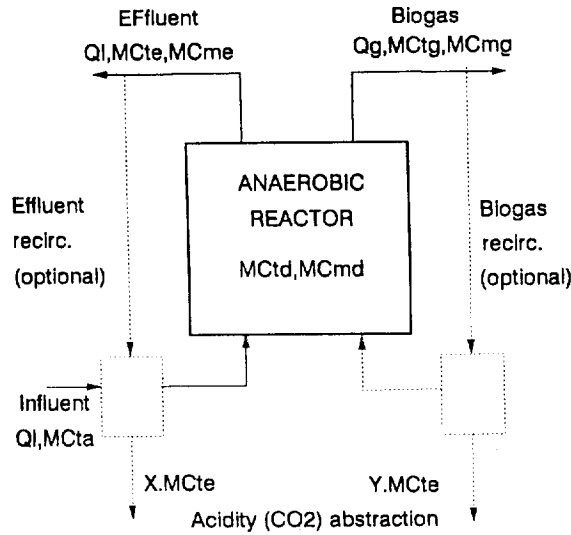 EFfluent
Ql,MCte,MCme
Biogas
Qg,MCtg,MCmg
ANAEROBIC
REACTOR
MCtd,MCmd
Effluent
recirc.
(optional)
Biogas
recirc.
(optional)
Influent
Ql,MCta
X.MCte
Y.MCte
Acidity (CO2) abstraction